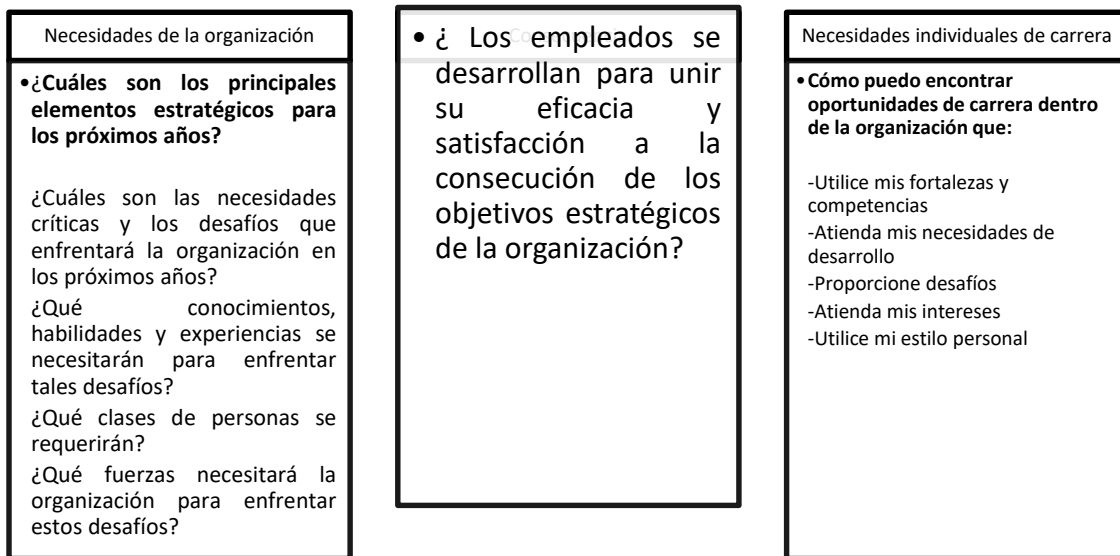 Necesidades de la organización
•¿Cuáles son los principales
elementos estratégicos para
los próximos años?
¿Cuáles son las necesidades
críticas y los desafíos que
enfrentará la organización en
los próximos años?
¿Qué conocimientos,
habilidades y experiencias se
necesitarán para enfrentar
tales desafíos?
¿Qué clases de personas se
requerirán?
¿Qué fuerzas necesitará la
organización para enfrentar
estos desafíos?
• ¿ Los empleados se
desarrollan para unir
su eficacia y
satisfacción a la
consecución de los
objetivos estratégicos
de la organización?
Necesidades individuales de carrera
•Cómo puedo encontrar
oportunidades de carrera dentro
de la organización que:
-Utilice mis fortalezas y
competencias
-Atienda mis necesidades de
desarrollo
-Proporcione desafíos
-Atienda mis intereses
-Utilice mi estilo personal